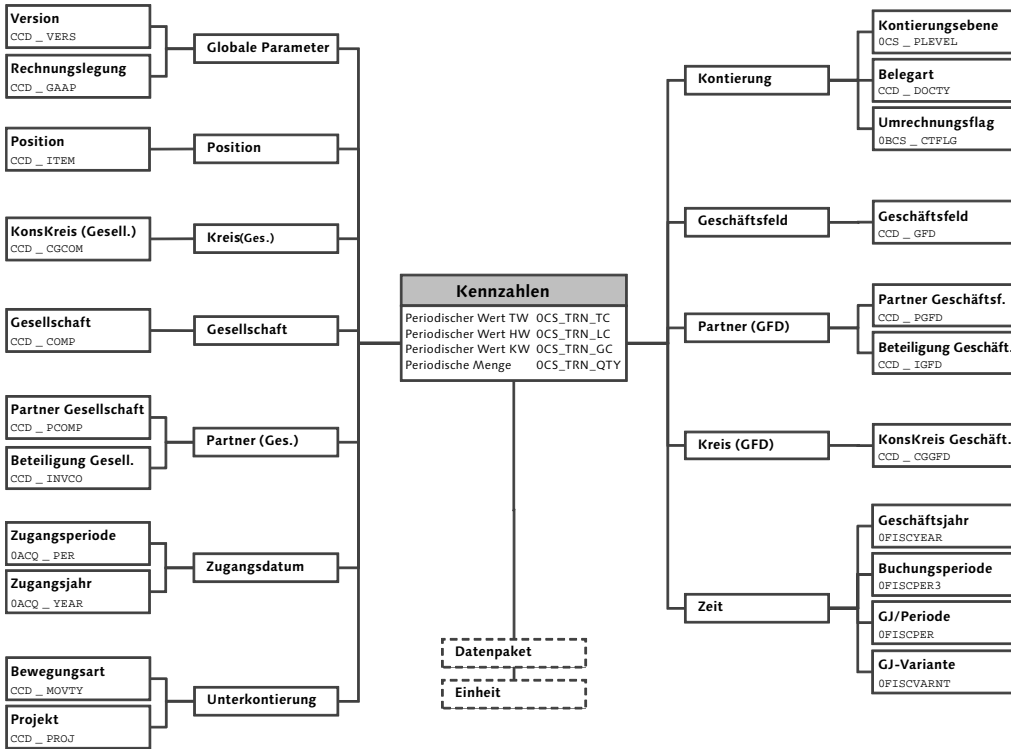 Version
CCD _ VERS
Rechnungslegung
CCD _ GAAP
Globale Parameter
Position
CCD _ ITEM
Position
KonsKreis (Gesell.)
CCD _ CGCOM
Kreis(Ges.)
Gesellschaft
CCD _ COMP
Gesellschaft
Partner Gesellschaft
CCD _ PCOMP
Beteiligung Gesell.
CCD _ INVCO
Partner (Ges.)
Zugangsperiode
0ACQ _ PER
Zugangsjahr
0ACQ _ YEAR
Zugangsdatum
Bewegungsart
CCD _ MOVTY
Projekt
CCD _ PROJ
Unterkontierung
Kennzahlen
Periodischer Wert TW 0CS_TRN_TC
Periodischer Wert HW 0CS_TRN_LC
Periodischer Wert KW 0CS_TRN_GC
Periodische Menge 0CS_TRN_QTY
Datenpaket
Einheit
Kontierung
Kontierungsebene
0CS _ PLEVEL
Belegart
CCD _ DOCTY
Umrechnungsflag
0BCS _ CTFLG
Geschäftsfeld
Geschäftsfeld
CCD _ GFD
Partner (GFD)
Partner Geschäftsf.
CCD _ PGFD
Beteiligung Geschäft.
CCD _ IGFD
Kreis (GFD)
KonsKreis Geschäft.
CCD _ CGGFD
Zeit
Geschäftsjahr
0FISCYEAR
Buchungsperiode
0FISCPER3
GJ/Periode
0FISCPER
GJ-Variante
0FISCVARNT